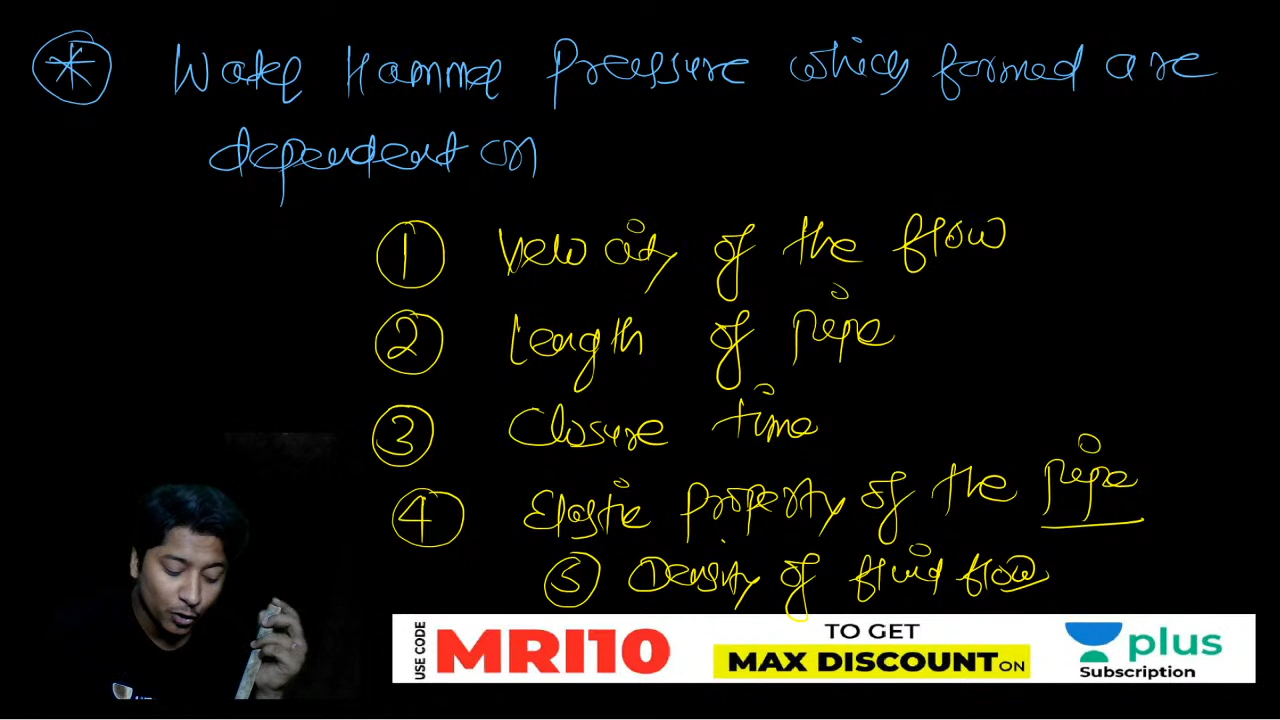 * Water Hammer Pressure which formed are
dependent on
1 Velocity of the flow
2 Length of pipe
3 Closure time
4 Elastic property of the pipe
5 Density of fluid flow
USE CODE
MRI10
TO GET
MAX DISCOUNT ON
plus
Subscription